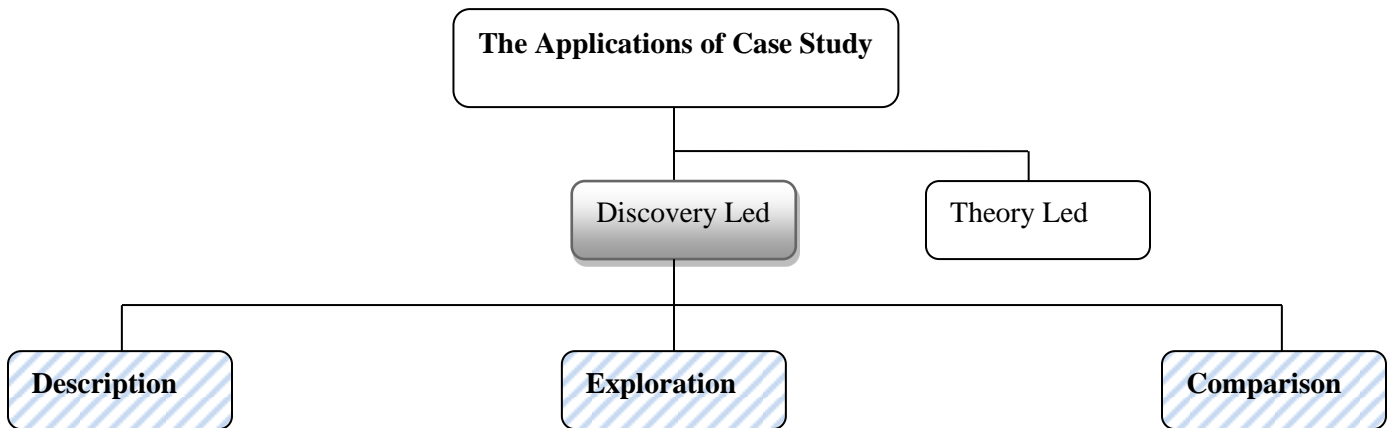 The Applications of Case Study
Discovery Led
Theory Led
Description
Exploration
Comparison